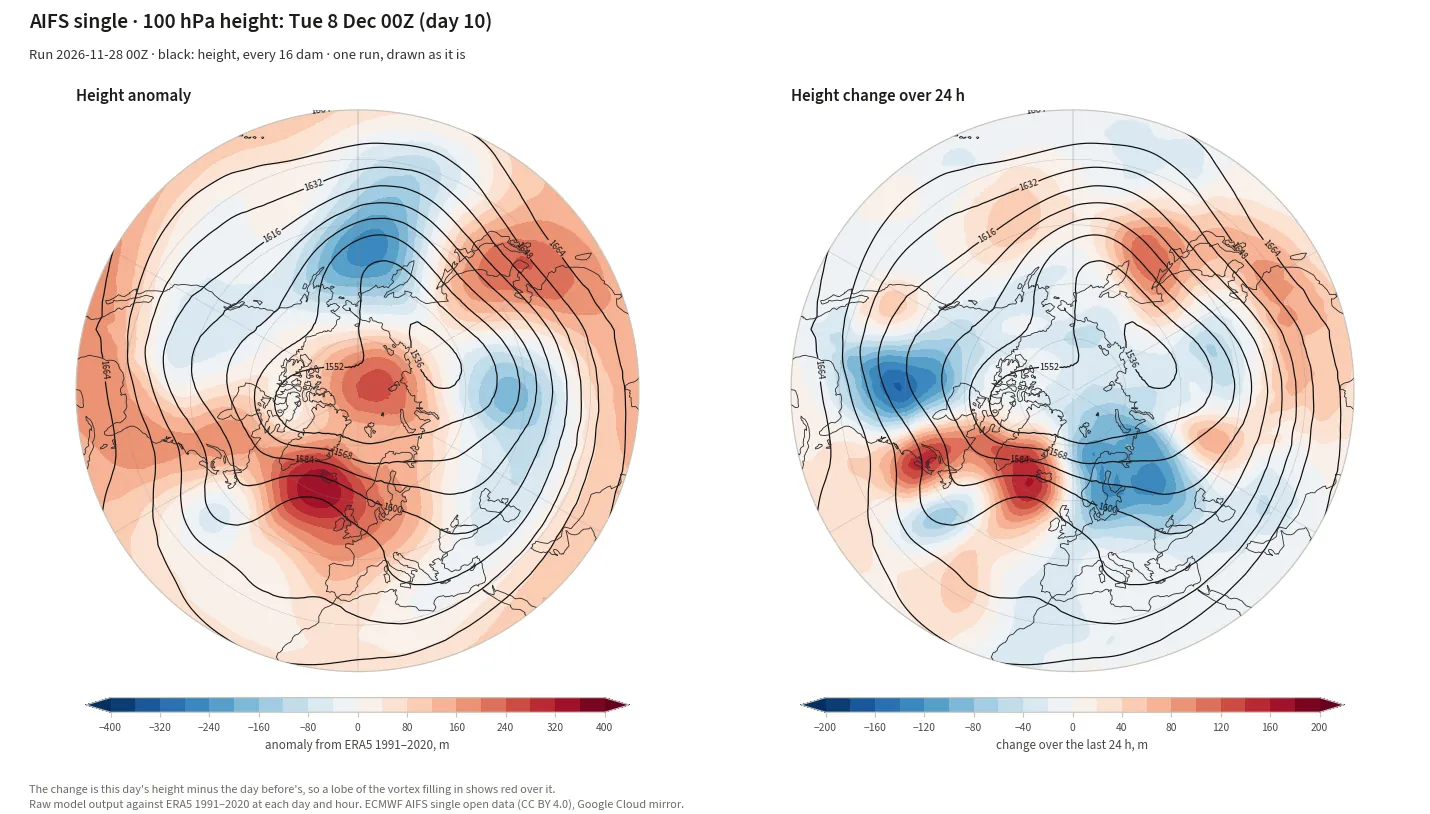 AIFS single · 100 hPa height: Tue 8 Dec 00Z (day 10)
Run 2026-11-28 00Z · black: height, every 16 dam · one run, drawn as it is
Height anomaly
Height change over 24 h
1632
1616
1664
1664
1552
1536
1584
1568
1600
1632
1616
1664
1664
1552
1536
1584
1568
1600
−400 −320 −240 −160 −80 0 80 160 240 320 400
anomaly from ERA5 1991–2020, m
−200 −160 −120 −80 −40 0 40 80 120 160 200
change over the last 24 h, m
The change is this day's height minus the day before's, so a lobe of the vortex filling in shows red over it.
Raw model output against ERA5 1991–2020 at each day and hour. ECMWF AIFS single open data (CC BY 4.0), Google Cloud mirror.